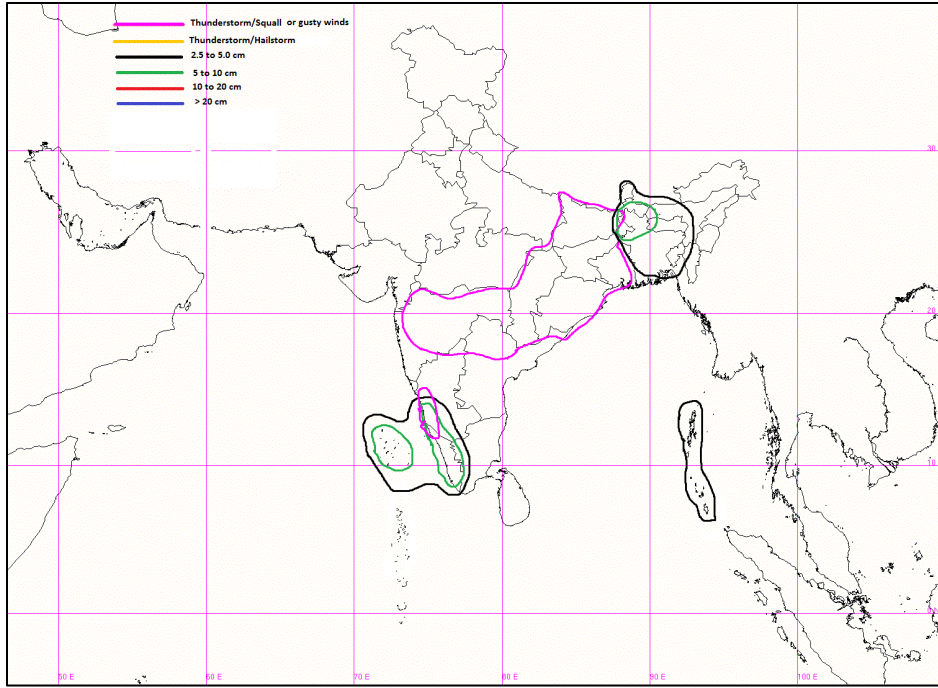 Thunderstorm/Squall or gusty winds
Thunderstorm/Hailstorm
2.5 to 5.0 cm
5 to 10 cm
10 to 20 cm
> 20 cm
30
20
10
50 E
60 E
70 E
80 E
90 E
100 E